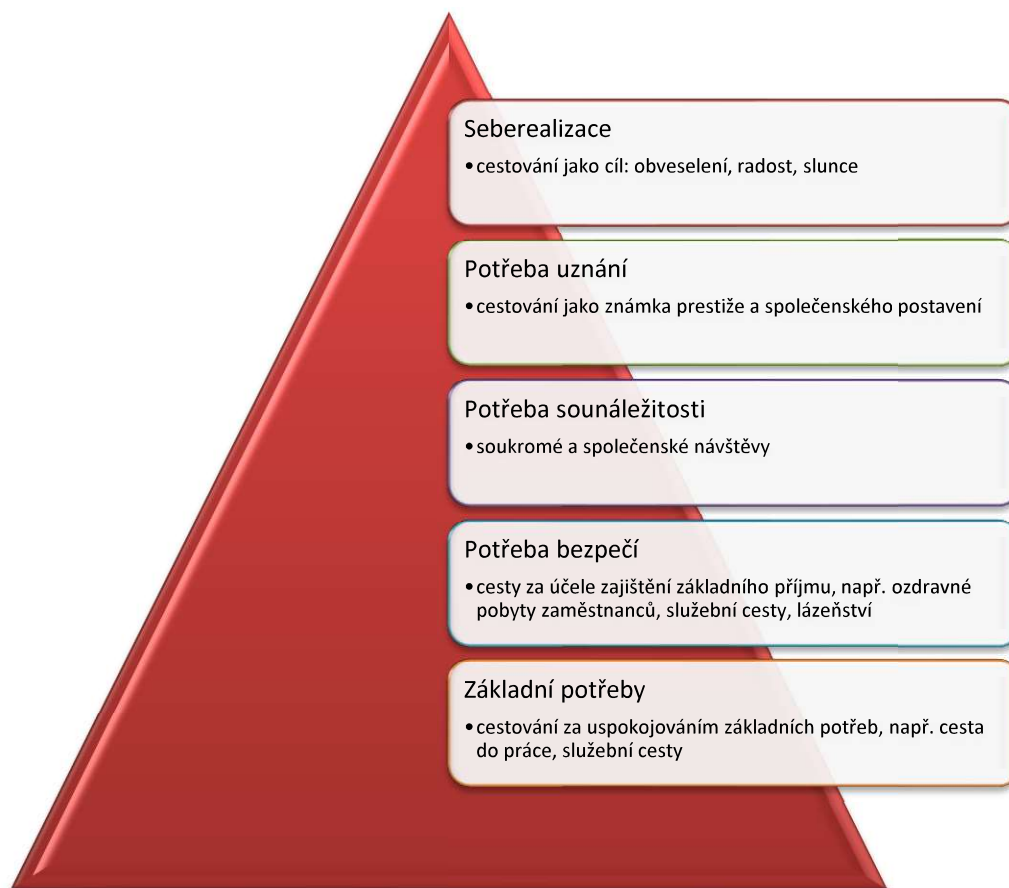 Seberealizace
•cestování jako cíl: obveselení, radost, slunce
Potřeba uznání
•cestování jako známka prestiže a společenského postavení
Potřeba sounáležitosti
•soukromé a společenské návštěvy
Potřeba bezpečí
•cesty za účele zajištění základního příjmu, např. ozdravné
pobyty zaměstnanců, služební cesty, lázeňství
Základní potřeby
•cestování za uspokojováním základních potřeb, např. cesta
do práce, služební cesty